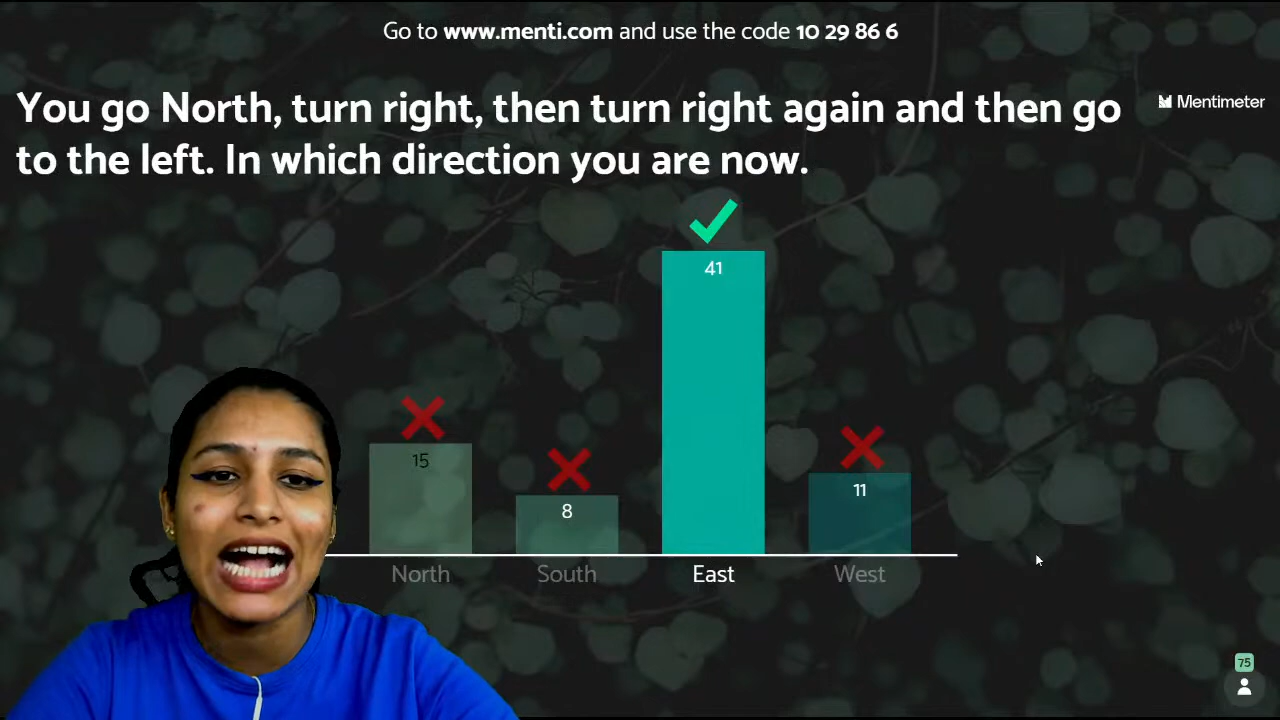 Go to www.menti.com and use the code 10 29 86 6
You go North, turn right, then turn right again and then go
to the left. In which direction you are now.
Mentimeter
41
15
8
11
North
South
East
West
75